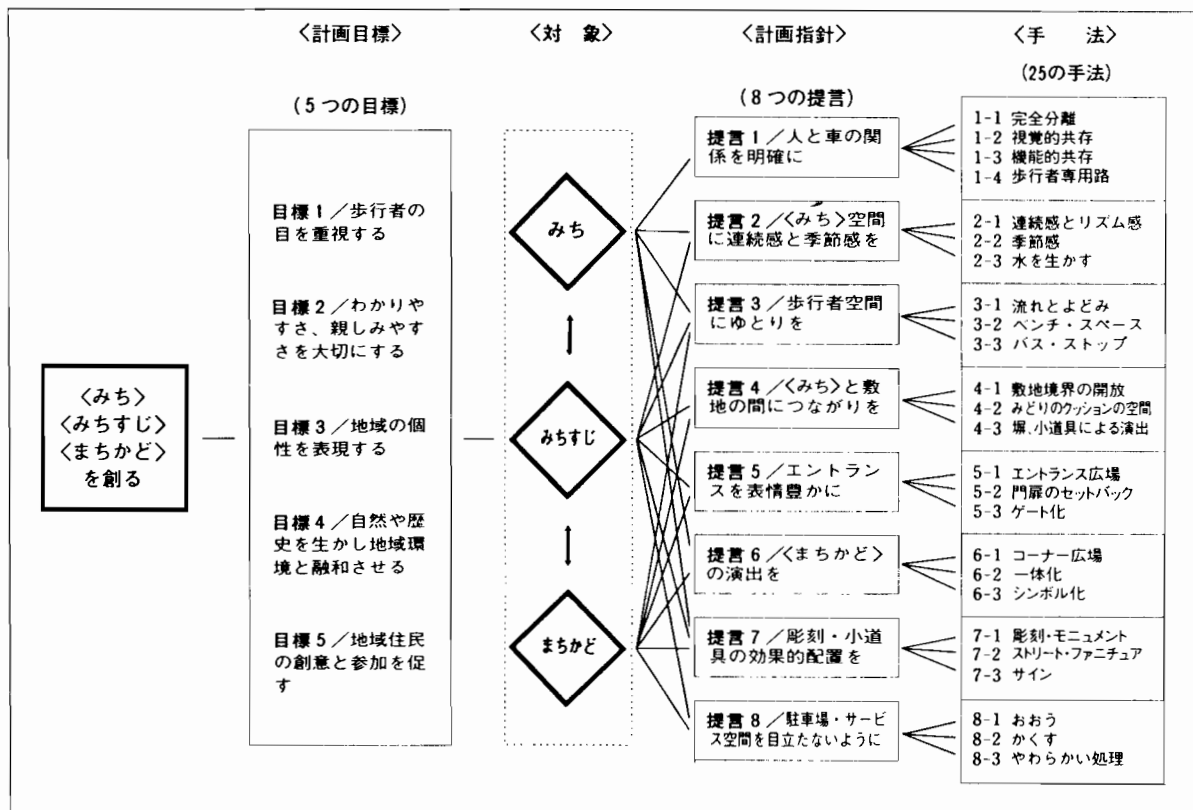 〈計画目標〉
〈対　象〉
〈計画指針〉
〈手　　法〉
(5つの目標)
(8つの提言)
(25の手法)
〈みち〉
〈みちすじ〉
〈まちかど〉
を創る
目標1／歩行者の
目を重視する
目標2／わかりや
すさ、親しみやす
さを大切にする
目標3／地域の個
性を表現する
目標4／自然や歴
史を生かし地域環
境と融和させる
目標5／地域住民
の創意と参加を促
す
みち
みちすじ
まちかど
提言1／人と車の関
係を明確に
提言2／〈みち〉空間
に連続感と季節感を
提言3／歩行者空間
にゆとりを
提言4／〈みち〉と敷
地の間につながりを
提言5／エントラン
スを表情豊かに
提言6／〈まちかど〉
の演出を
提言7／彫刻・小道
具の効果的配置を
提言8／駐車場・サービ
ス空間を目立たないように
1-1 完全分離
1-2 視覚的共存
1-3 機能的共存
1-4 歩行者専用路
2-1 連続感とリズム感
2-2 季節感
2-3 水を生かす
3-1 流れとよどみ
3-2 ベンチ・スペース
3-3 バス・ストップ
4-1 敷地境界の開放
4-2 みどりのクッションの空間
4-3 塀、小道具による演出
5-1 エントランス広場
5-2 門扉のセットバック
5-3 ゲート化
6-1 コーナー広場
6-2 一体化
6-3 シンボル化
7-1 彫刻・モニュメント
7-2 ストリート・ファニチュア
7-3 サイン
8-1 おおう
8-2 かくす
8-3 やわらかい処理